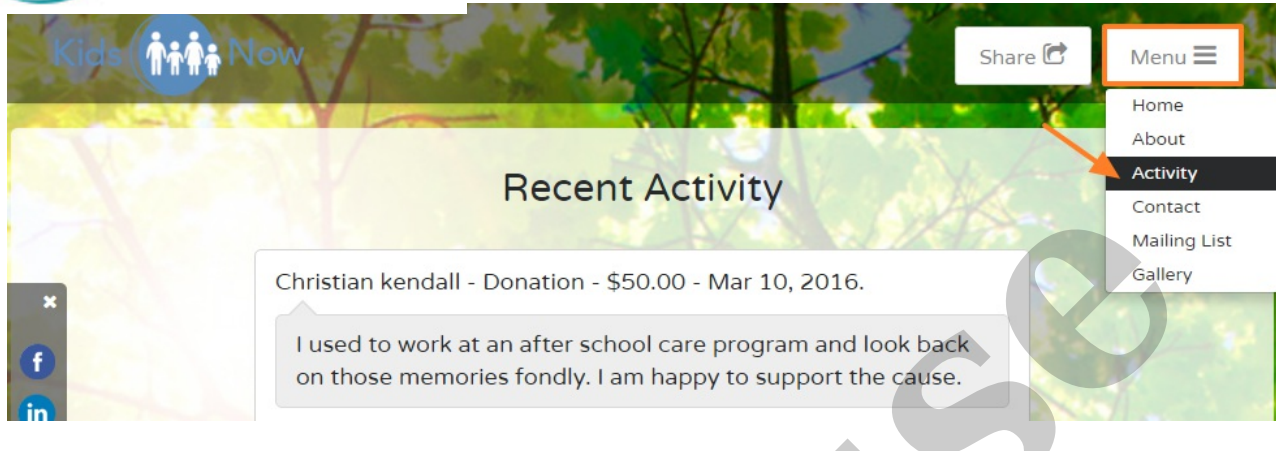 Kids Now
Share
Menu
Home
About
Activity
Contact
Mailing List
Gallery
Recent Activity
Christian kendall - Donation - $50.00 - Mar 10, 2016.
I used to work at an after school care program and look back
on those memories fondly. I am happy to support the cause.
f
in